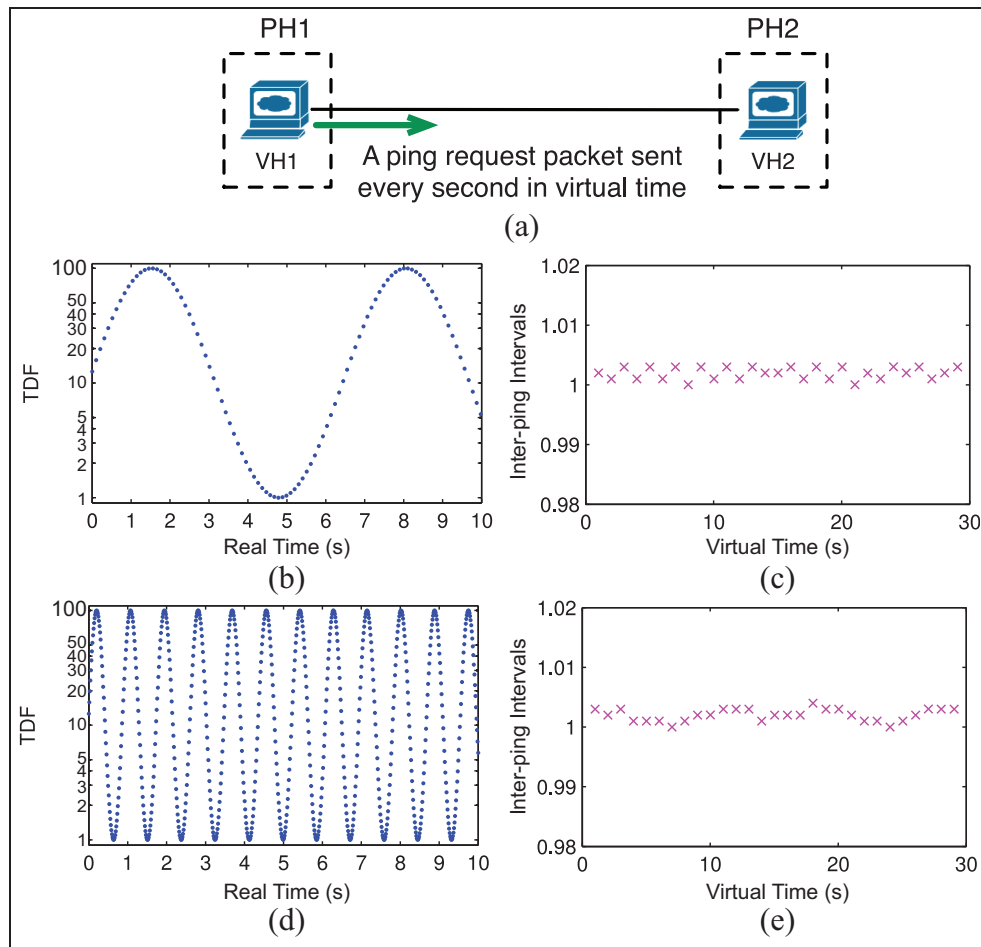 PH1 PH2
VH1 VH2
A ping request packet sent
every second in virtual time
(a)
TDF
100
50
40
30
20
10
5
4
3
2
1
0 1 2 3 4 5 6 7 8 9 10
Real Time (s)
(b)
Inter-ping Intervals
1.02
1.01
1
0.99
0.98
0 10 20 30
Virtual Time (s)
(c)
TDF
100
50
40
30
20
10
5
4
3
2
1
0 1 2 3 4 5 6 7 8 9 10
Real Time (s)
(d)
Inter-ping Intervals
1.02
1.01
1
0.99
0.98
0 10 20 30
Virtual Time (s)
(e)